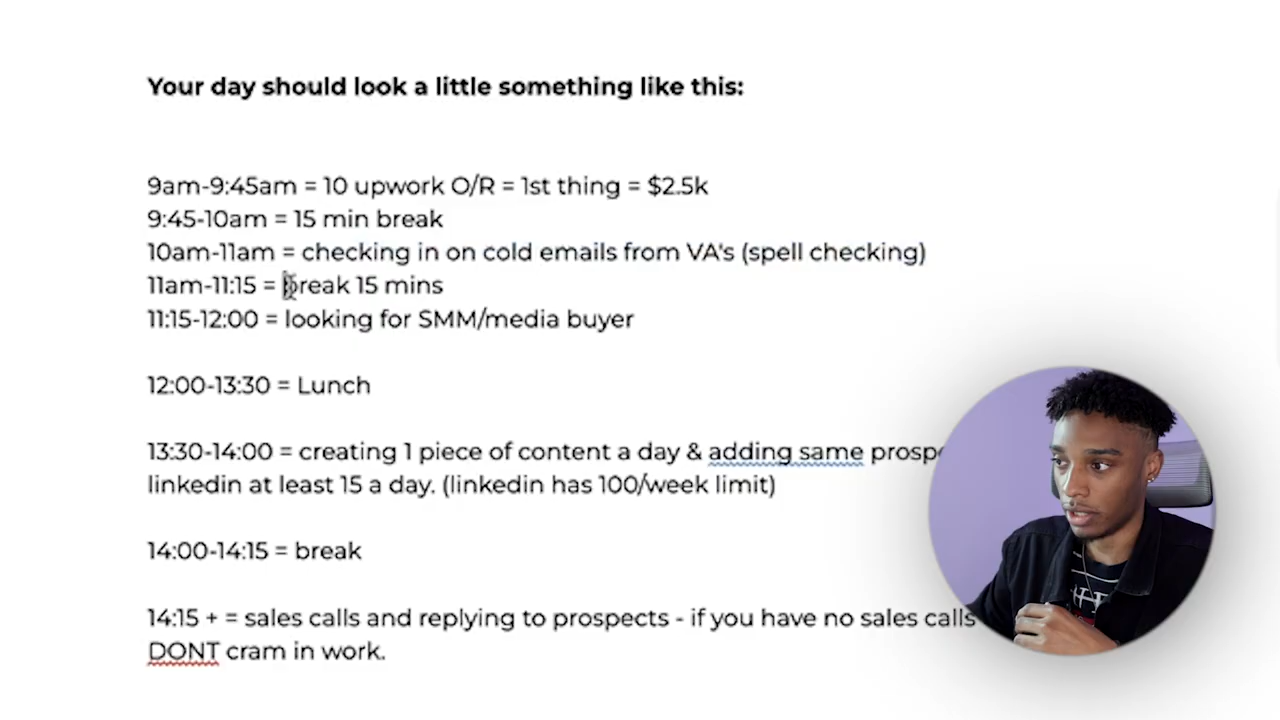 Your day should look a little something like this:
9am-9:45am = 10 upwork O/R = 1st thing = $2.5k
9:45-10am = 15 min break
10am-11am = checking in on cold emails from VA's (spell checking)
11am-11:15 = break 15 mins
11:15-12:00 = looking for SMM/media buyer
12:00-13:30 = Lunch
13:30-14:00 = creating 1 piece of content a day & adding same
linkedin at least 15 a day. (linkedin has 100/week limit)
14:00-14:15 = break
14:15 + = sales calls and replying to prospects - if you have no sales calls
DONT cram in work.